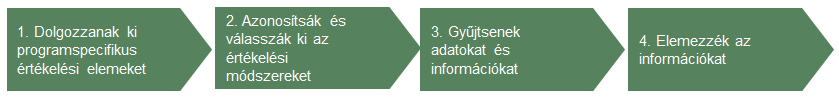 1. Dolgozzanak ki
programspecifikus
értékelési elemeket
2. Azonosítsák és
válasszák ki az
értékelési
módszereket
3. Gyűjtsenek
adatokat és
információkat
4. Elemezzék az
információkat